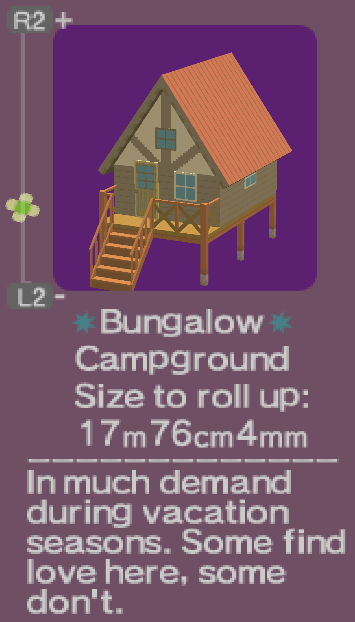 R2 +
L2 -
Bungalow
Campground
Size to roll up:
17m76cm4mm
In much demand
during vacation
seasons. Some find
love here, some
don't.